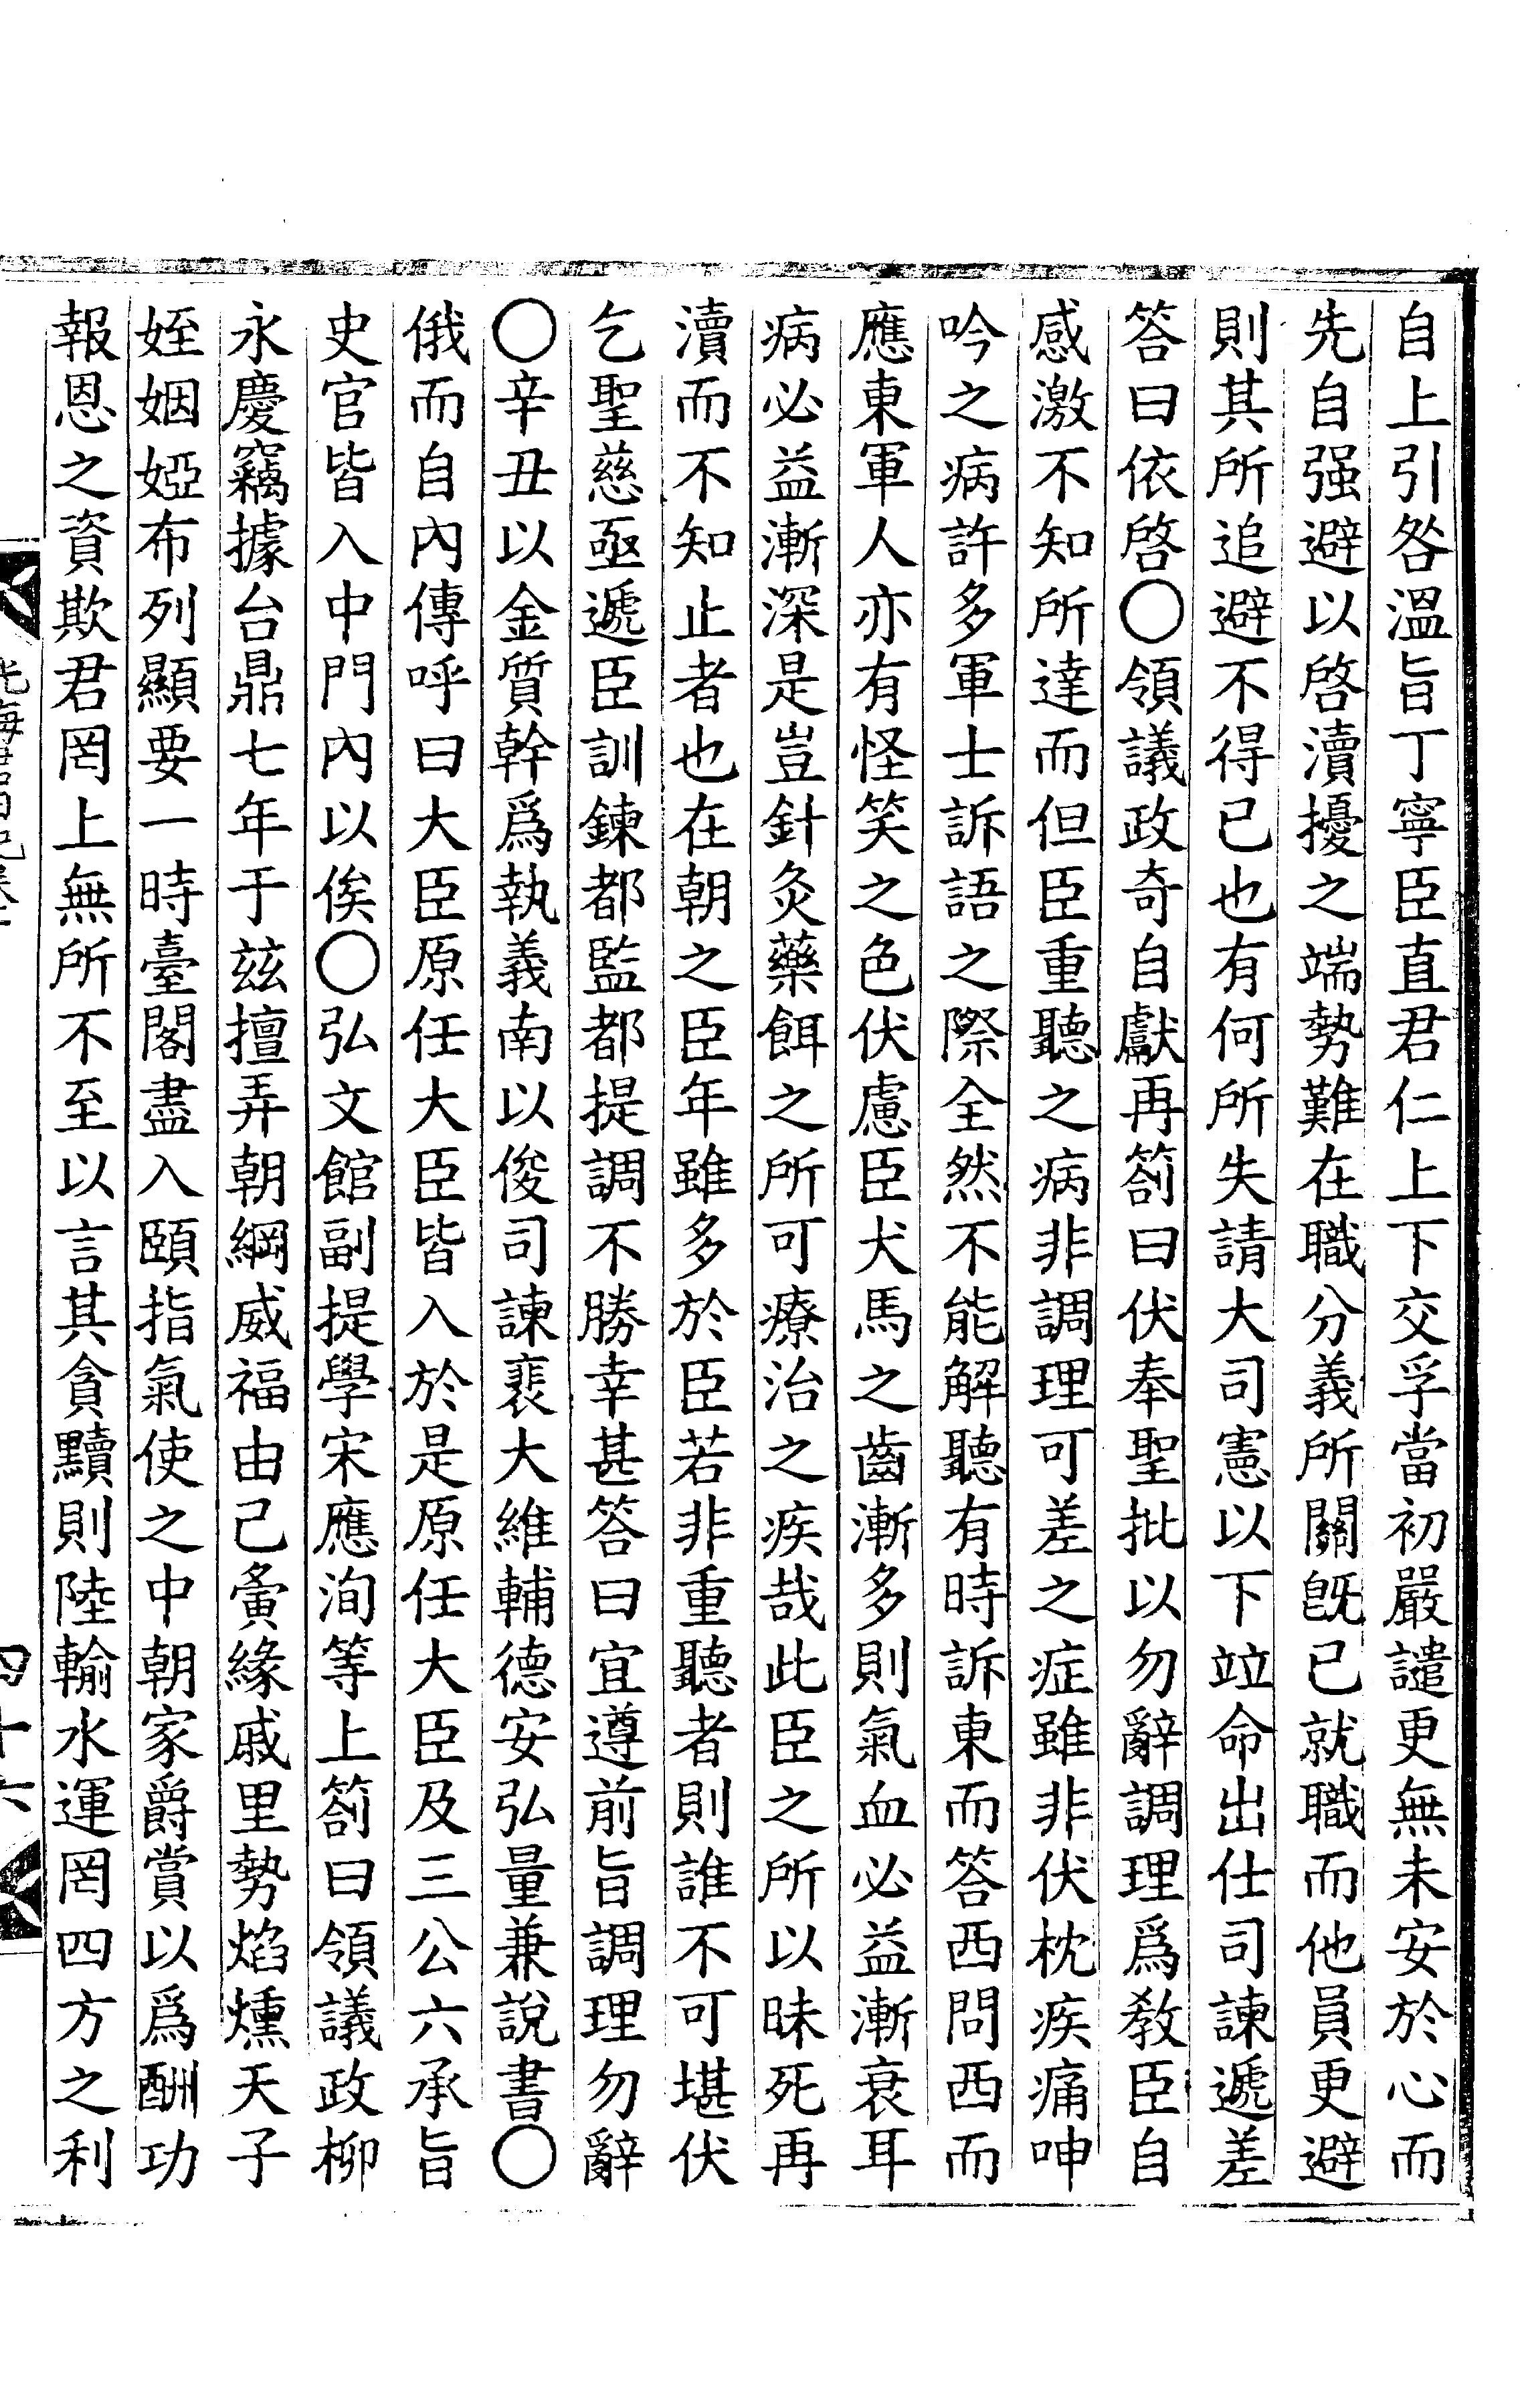 自上引咎溫旨丁寧臣直君仁上下交孚當初嚴譴更無未安於心而
先自强避以啓瀆擾之端勢難在職分義所關旣已就職而他員更避
則其所追避不得已也有何所失請大司憲以下竝命出仕司諫遞差
答曰依啓〇領議政奇自獻再箚曰伏奉聖批以勿辭調理爲敎臣自
感激不知所達而但臣重聽之病非調理可差之症雖非伏枕疾痛呻
吟之病許多軍士訴語之際全然不能解聽有時訴東而答西問西而
應東軍人亦有怪笑之色伏慮臣犬馬之齒漸多則氣血必益漸衰耳
病必益漸深是豈針灸藥餌之所可療治之疾哉此臣之所以昧死再
瀆而不知止者也在朝之臣年雖多於臣若非重聽者則誰不可堪伏
乞聖慈亟遞臣訓鍊都監都提調不勝幸甚答曰宜遵前旨調理勿辭
〇辛丑以金質幹爲執義南以俊司諫裵大維輔德安弘量兼說書〇
俄而自內傳呼曰大臣原任大臣皆入於是原任大臣及三公六承旨
史官皆入中門內以俟〇弘文館副提學宋應洵等上箚曰領議政柳
永慶竊據台鼎七年于玆擅弄朝綱威福由己夤緣戚里勢焰燻天子
姪姻婭布列顯要一時臺閣盡入頤指氣使之中朝家爵賞以爲酬功
報恩之資欺君罔上無所不至以言其貪黷則陸輸水運罔四方之利
四十六